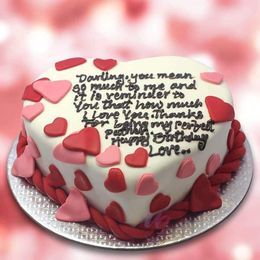 Darling, you mean
so much to me and
it is reminder to
you that how much
I love you. Thanks
for being my perfect
Partner.
Happy Birthday
Love...